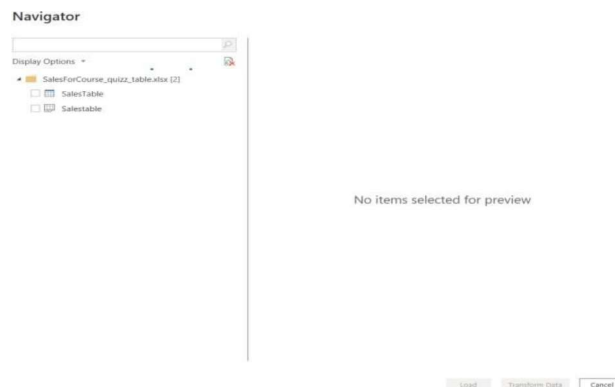 Navigator
Display Options
SalesForCourse_quizz_table.xlsx [2]
SalesTable
Salestable
No items selected for preview
Load Transform Data Cancel